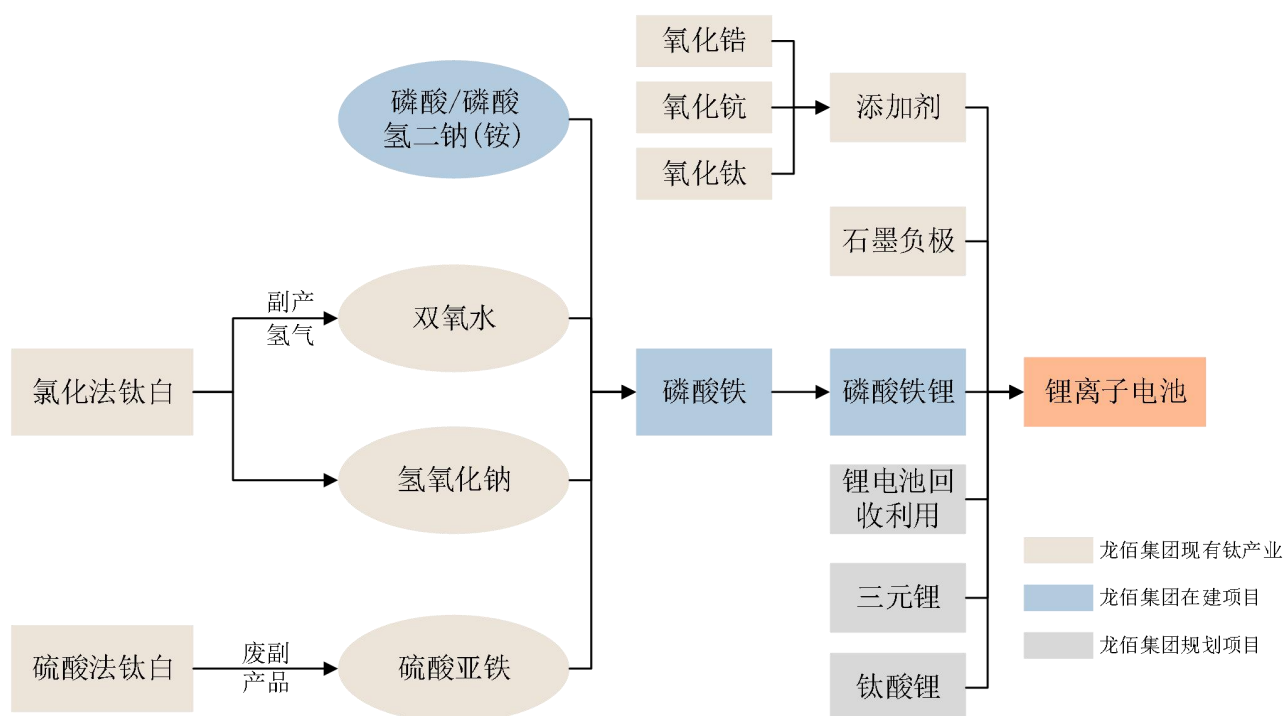 氧化锆
磷酸/磷酸
氢二钠(铵)
氧化钪
添加剂
氧化钛
石墨负极
副产
氢气
双氧水
氯化法钛白
磷酸铁
磷酸铁锂
锂离子电池
氢氧化钠
锂电池回
收利用
龙佰集团现有钛产业
三元锂
龙佰集团在建项目
龙佰集团规划项目
硫酸法钛白
废副
产品
硫酸亚铁
钛酸锂